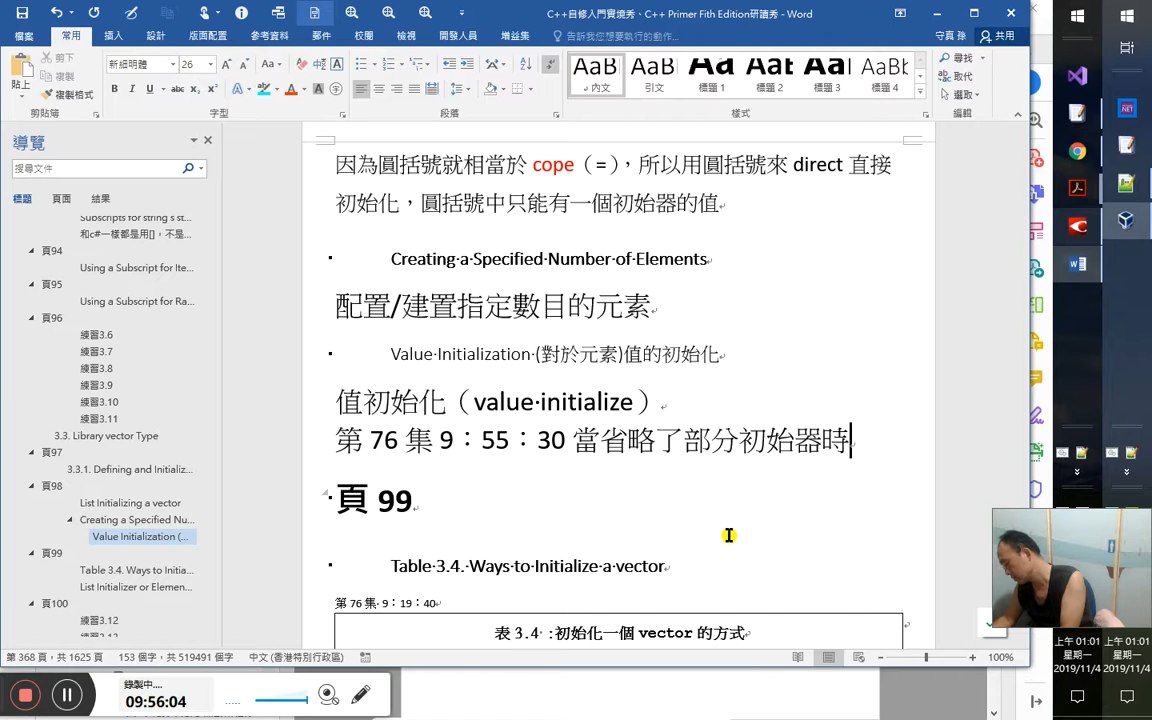 C++自修入門實境秀、C++ Primer Fith Edition研讀秀 - Word
檔案 常用 插入 設計 版面配置 參考資料 郵件 校閱 檢視 開發人員 增益集 告訴我您想要執行的動作... 守真 孫 共用
貼上 剪下 複製 複製格式
新細明體 26
B I U abc x₂ x²
AaB AaB Aa AaB AaB AaBb
內文 引文 標題 1 標題 2 標題 3 標題 4
尋找 取代 選取
剪貼簿 字型 段落 樣式 編輯
導覽
搜尋文件
標題 頁面 結果
Subscripts for string s st...
和c#一樣都是用[]，不是...
頁94
Using a Subscript for Ite...
頁95
Using a Subscript for Ra...
頁96
練習3.6
練習3.7
練習3.8
練習3.9
練習3.10
練習3.11
3.3. Library vector Type
頁97
3.3.1. Defining and Initializ...
頁98
List Initializing a vector
Creating a Specified Nu...
Value Initialization (...
頁99
Table 3.4. Ways to Initia...
List Initializer or Elemen...
頁100
3.12
因為圓括號就相當於 cope（=），所以用圓括號來 direct 直接
初始化，圓括號中只能有一個初始器的值
Creating a Specified Number of Elements
配置/建置指定數目的元素
Value Initialization (對於元素)值的初始化
值初始化（value initialize）
第 76 集 9：55：30 當省略了部分初始器時
頁 99
Table 3.4. Ways to Initialize a vector
第 76 集 9：19：40
表 3.4 :初始化一個 vector 的方式
第 368 頁，共 1625 頁 153 個字，共 519491 個字 中文 (香港特別行政區) 100%
錄製中...
09:56:04
上午 01:01
星期一
2019/11/4
上午 01:01
星期一
2019/11/4